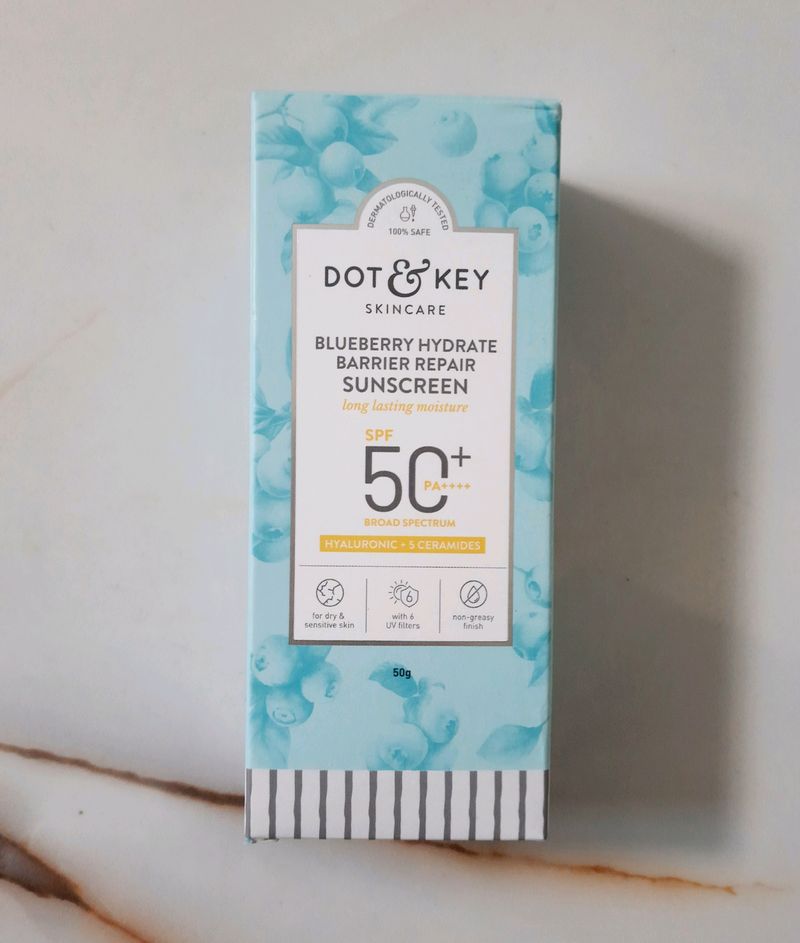 DERMATOLOGICALLY TESTED
100% SAFE
DOT & KEY
SKINCARE
BLUEBERRY HYDRATE
BARRIER REPAIR
SUNSCREEN
long lasting moisture
SPF
50+
PA++++
BROAD SPECTRUM
HYALURONIC + 5 CERAMIDES
for dry &
sensitive skin
6
with 6
UV filters
non-greasy
finish
50g